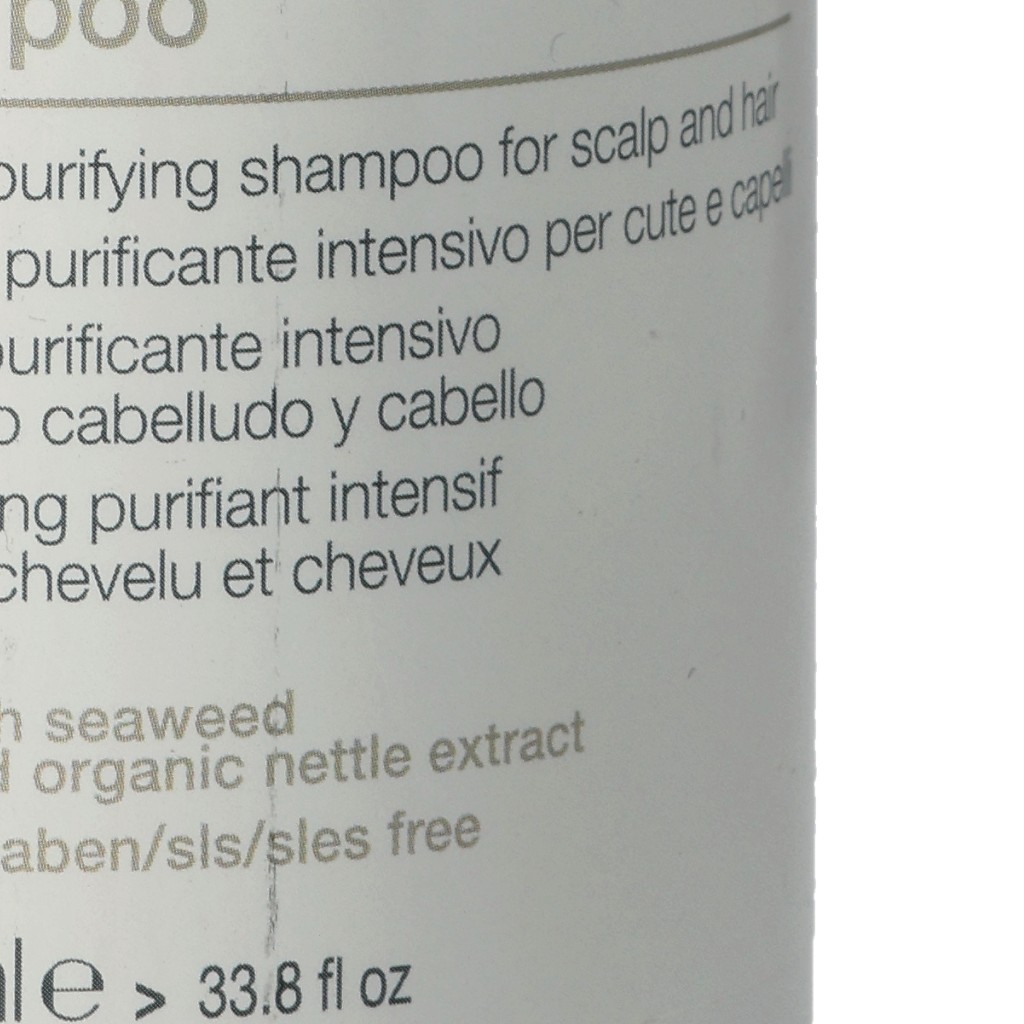 poo
purifying shampoo for scalp and hair
purificante intensivo per cute e capelli
urificante intensivo
o cabelludo y cabello
ng purifiant intensif
chevelu et cheveux
h seaweed
d organic nettle extract
aben/sls/sles free
l e > 33.8 fl oz